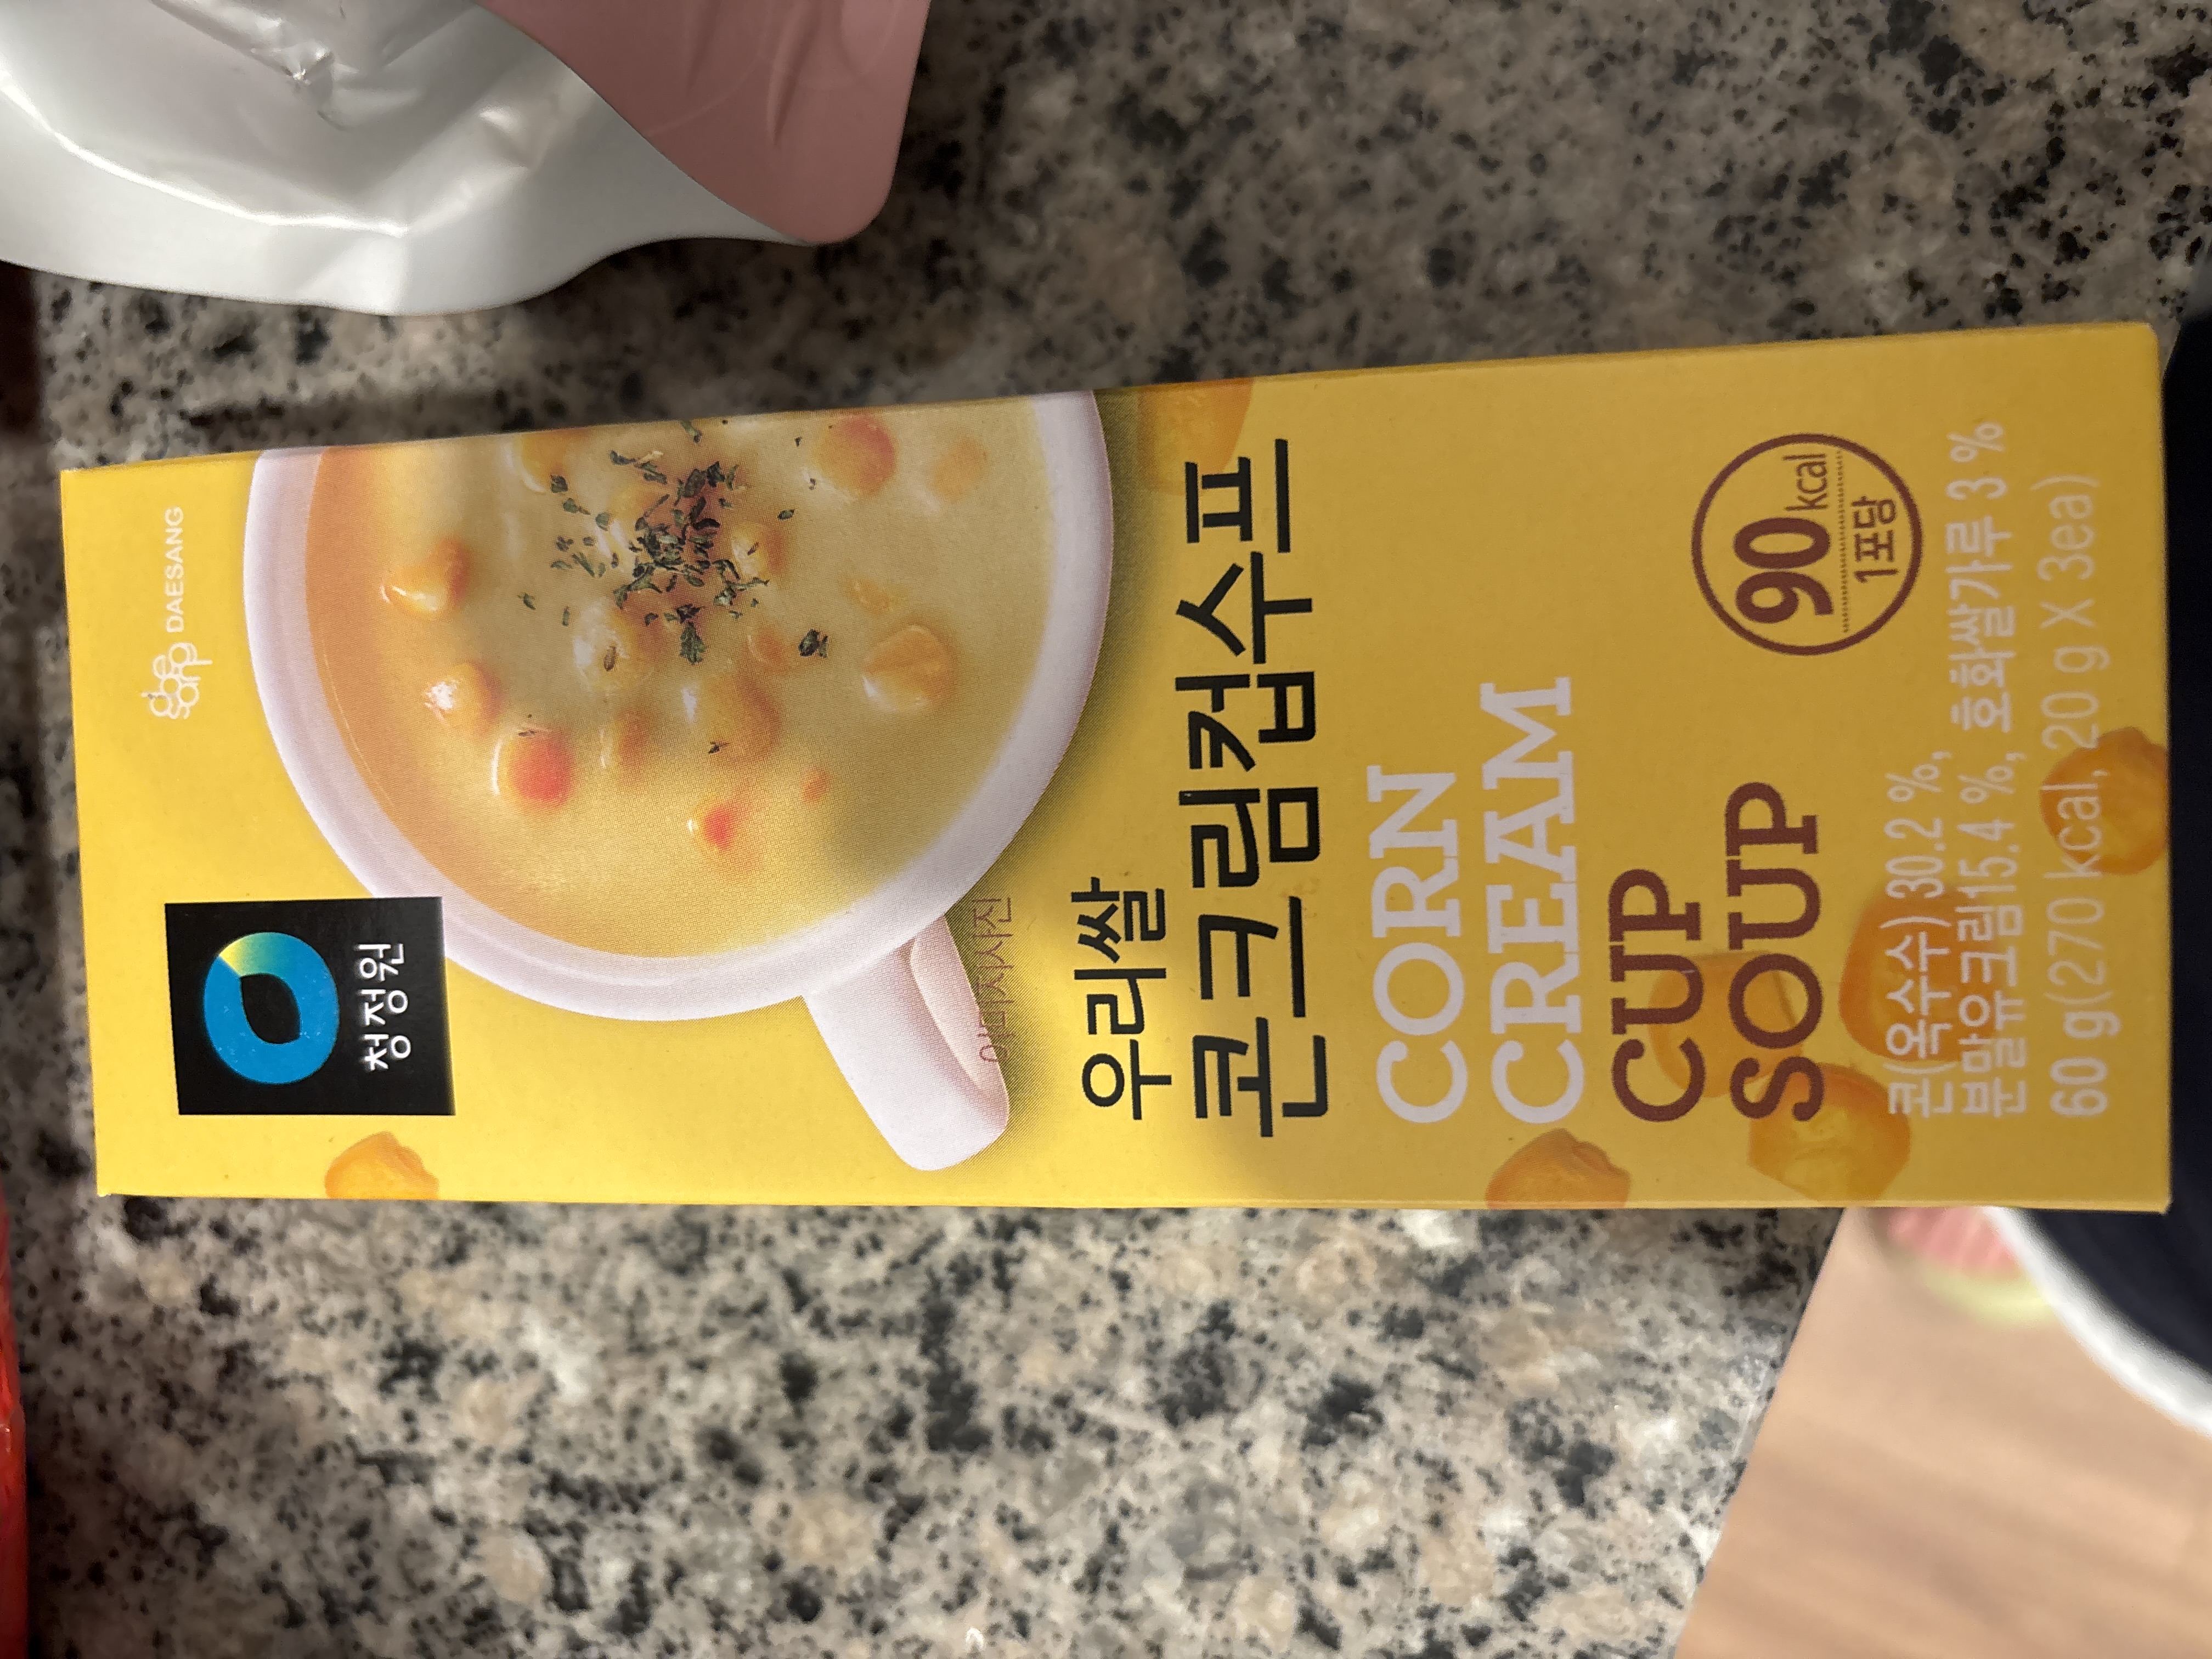 daesang DAESANG
청정원
이미지사진
우리쌀
콘크림컵수프
CORN
CREAM
CUP
SOUP
90 kcal
1포당
콘(옥수수) 30.2 %,
분말유크림15.4 %, 호화쌀가루 3 %
60 g(270 kcal, 20 g X 3ea)